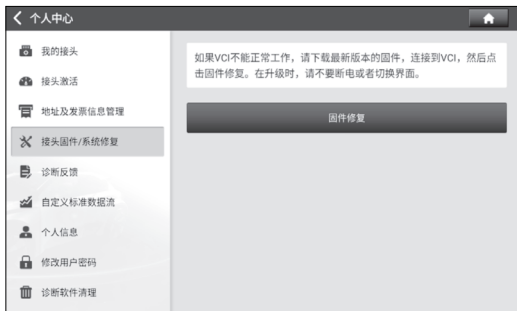 个人中心
我的接头
接头激活
地址及发票信息管理
接头固件/系统修复
诊断反馈
自定义标准数据流
个人信息
修改用户密码
诊断软件清理
如果VCI不能正常工作，请下载最新版本的固件，连接到VCI，然后点
击固件修复。在升级时，请不要断电或者切换界面。
固件修复